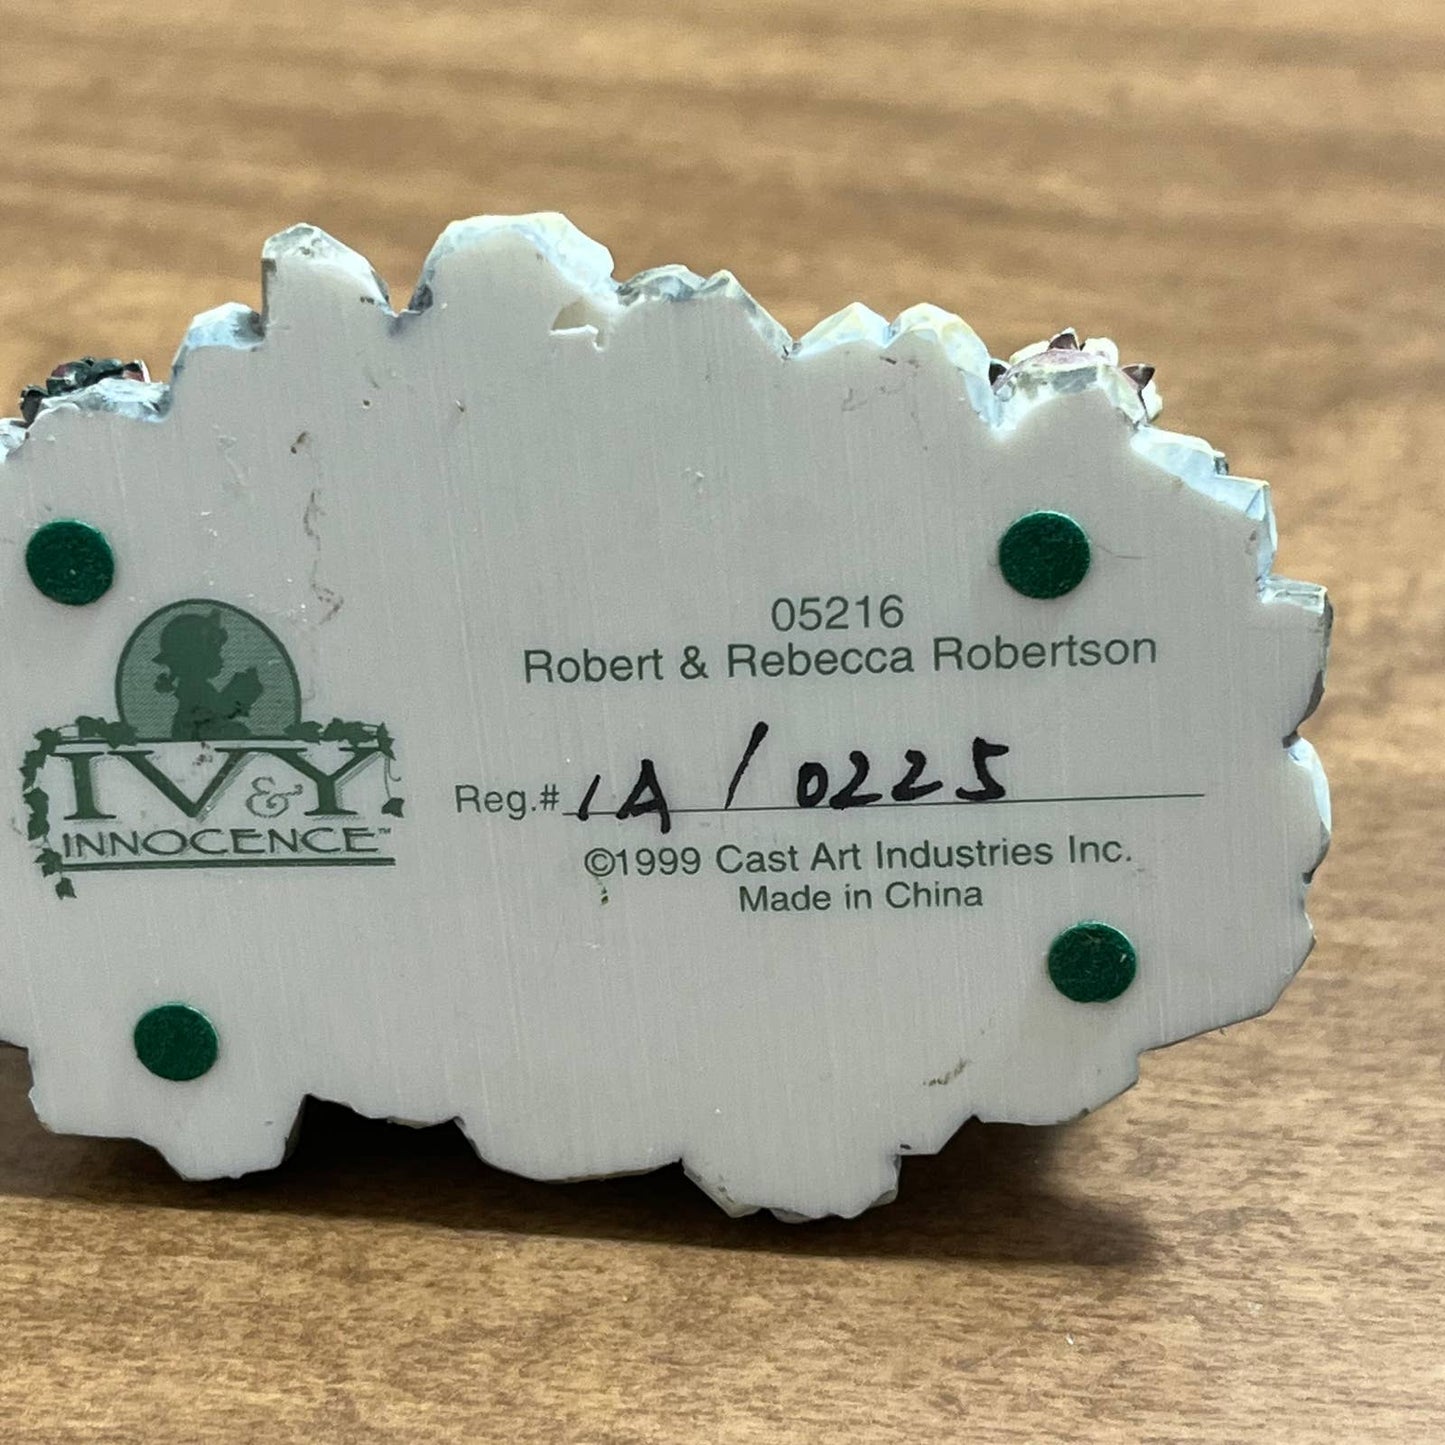 IVY &
INNOCENCE™
05216
Robert & Rebecca Robertson
Reg.# 1A / 0225
©1999 Cast Art Industries Inc.
Made in China